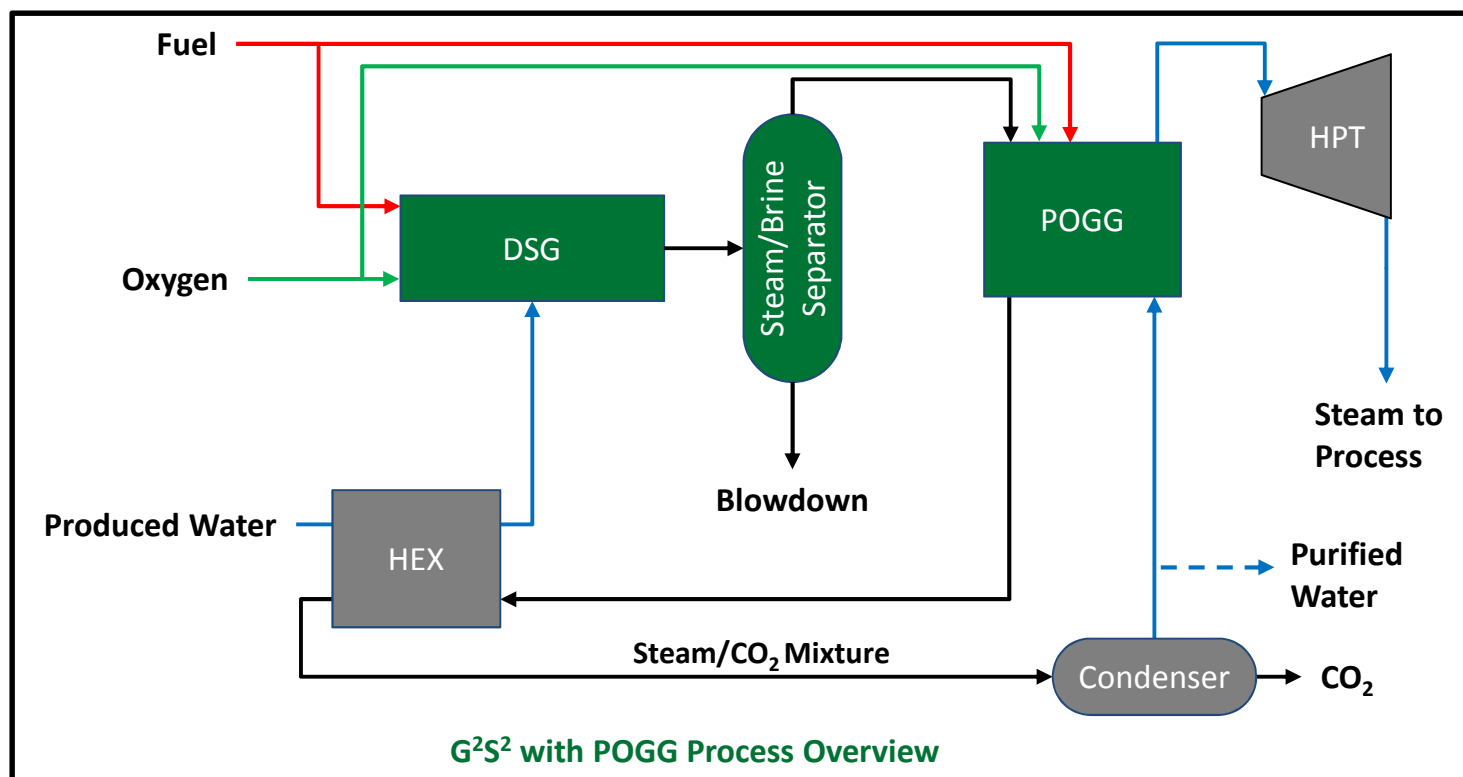 Fuel
HPT
Steam/Brine
Separator
POGG
DSG
Oxygen
Steam to
Process
Blowdown
Produced Water
HEX
Purified
Water
Steam/CO₂ Mixture
Condenser
CO₂
G²S² with POGG Process Overview